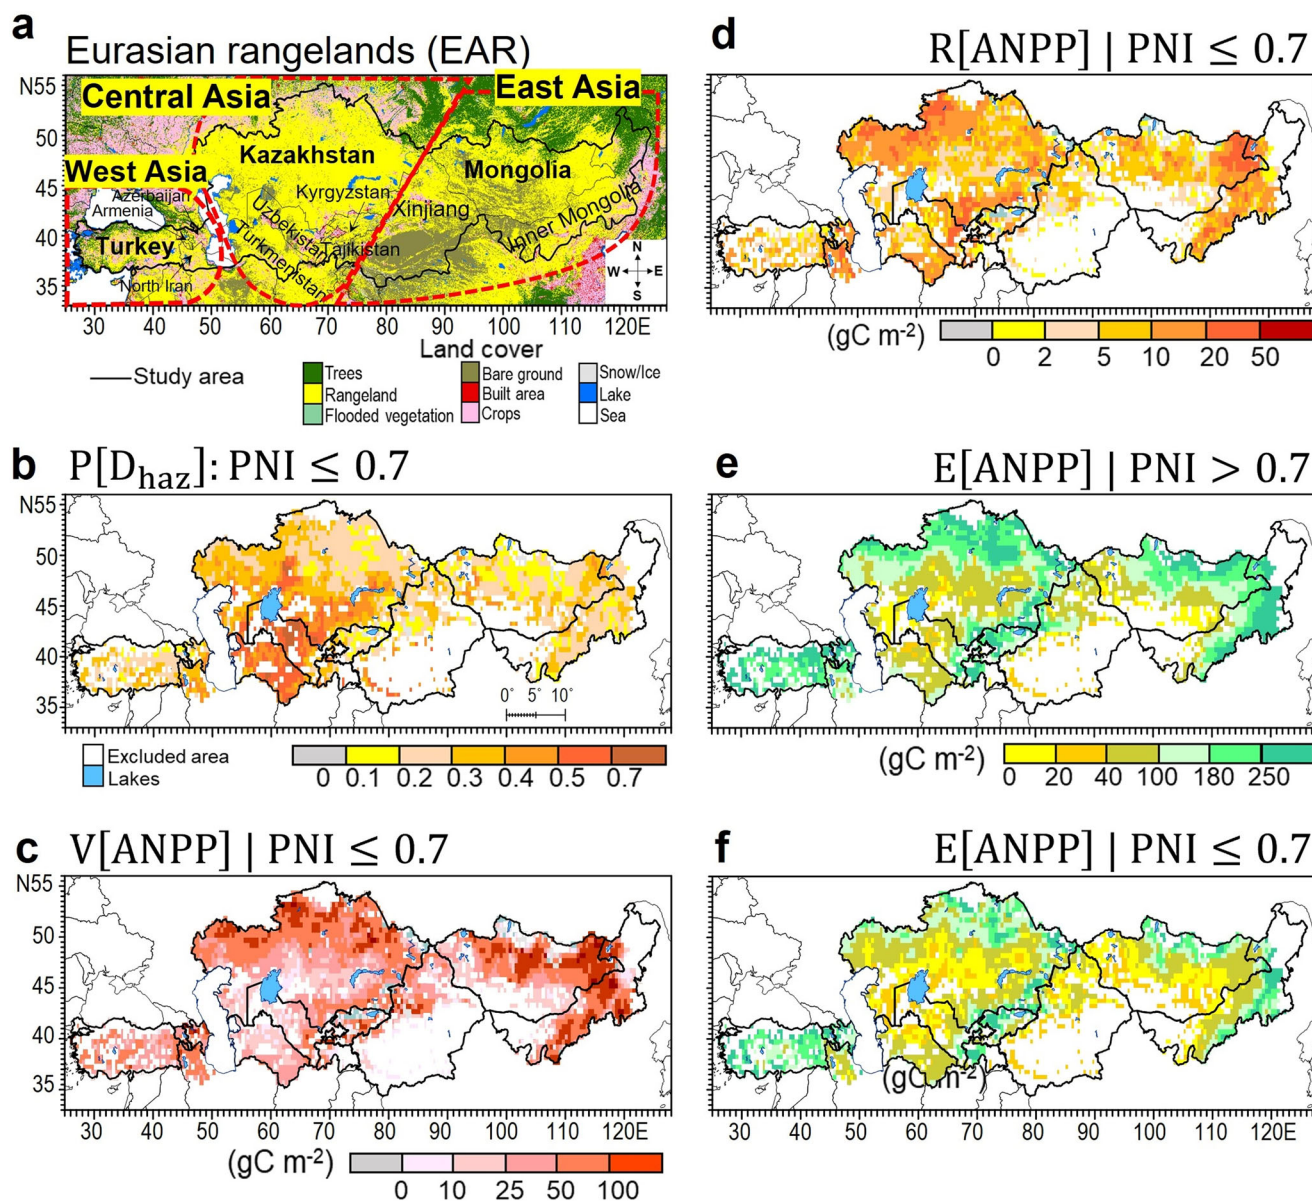 a
Eurasian rangelands (EAR)
N55
50
45
40
35
Central Asia
East Asia
West Asia
Kazakhstan
Mongolia
Azerbaijan
Armenia
Kyrgyzstan
Xinjiang
Uzbekistan
Inner Mongolia
Turkey
Tajikistan
Turkmenistan
North Iran
N
W E
S
30 40 50 60 70 80 90 100 110 120E
Land cover
Study area
Trees
Rangeland
Flooded vegetation
Bare ground
Built area
Crops
Snow/Ice
Lake
Sea
b P[Dhaz]: PNI ≤ 0.7
N55
50
45
40
35
0° 5° 10°
Excluded area
Lakes
0 0.1 0.2 0.3 0.4 0.5 0.7
c V[ANPP] | PNI ≤ 0.7
N55
50
45
40
35
30 40 50 60 70 80 90 100 110 120E
(gC m-2)
0 10 25 50 100
d R[ANPP] | PNI ≤ 0.7
(gC m-2)
0 2 5 10 20 50
e E[ANPP] | PNI > 0.7
(gC m-2)
0 20 40 100 180 250
f E[ANPP] | PNI ≤ 0.7
(gC m-2)
30 40 50 60 70 80 90 100 110 120E